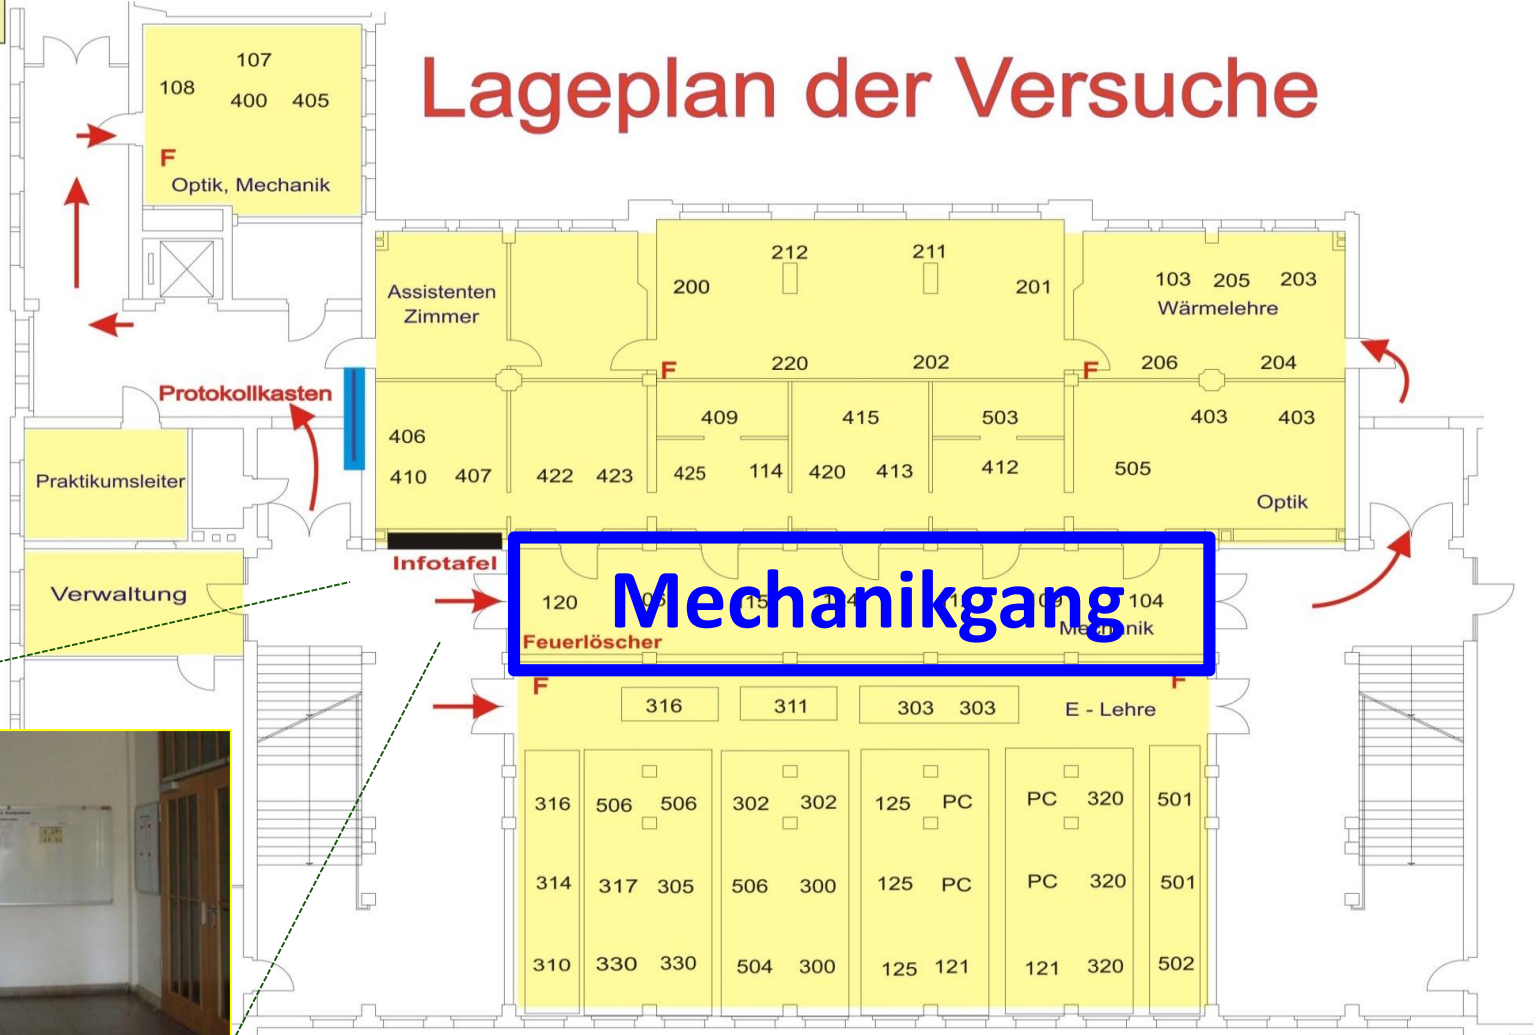 Lageplan der Versuche
107
108 400 405
F
Optik, Mechanik
Assistenten
Zimmer
212 211
200 201
220 202
F
103 205 203
Wärmelehre
F 206 204
Protokollkasten
406
410 407
422 423
409
425 114
415
420 413
503
412
403 403
505
Optik
Praktikumsleiter
Infotafel
Verwaltung
Mechanikgang
120 104
Mechanik
Feuerlöscher
F F
316 311 303 303 E - Lehre
316 506 506 302 302 125 PC PC 320 501
314 317 305 506 300 125 PC PC 320 501
310 330 330 504 300 125 121 121 320 502